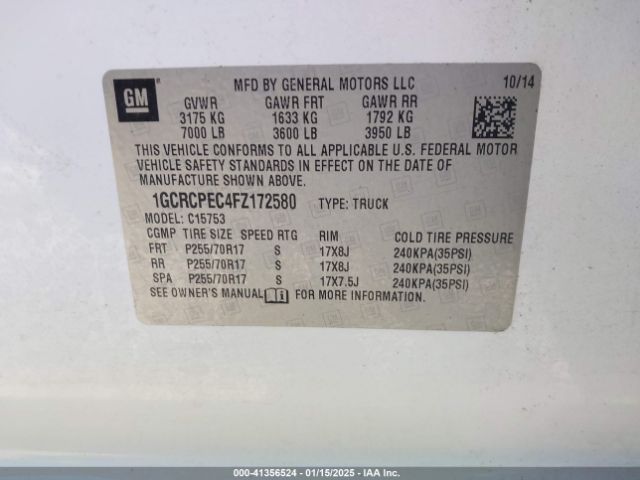 GM
MFD BY GENERAL MOTORS LLC 10/14
GVWR GAWR FRT GAWR RR
3175 KG 1633 KG 1792 KG
7000 LB 3600 LB 3950 LB
THIS VEHICLE CONFORMS TO ALL APPLICABLE U.S. FEDERAL MOTOR
VEHICLE SAFETY STANDARDS IN EFFECT ON THE DATE OF
MANUFACTURE SHOWN ABOVE.
1GCRCPEC4FZ172580 TYPE: TRUCK
MODEL: C15753
CGMP TIRE SIZE SPEED RTG RIM COLD TIRE PRESSURE
FRT P255/70R17 S 17X8J 240KPA(35PSI)
RR P255/70R17 S 17X8J 240KPA(35PSI)
SPA P255/70R17 S 17X7.5J 240KPA(35PSI)
SEE OWNER'S MANUAL FOR MORE INFORMATION.
000-41356524 - 01/15/2025 - IAA Inc.